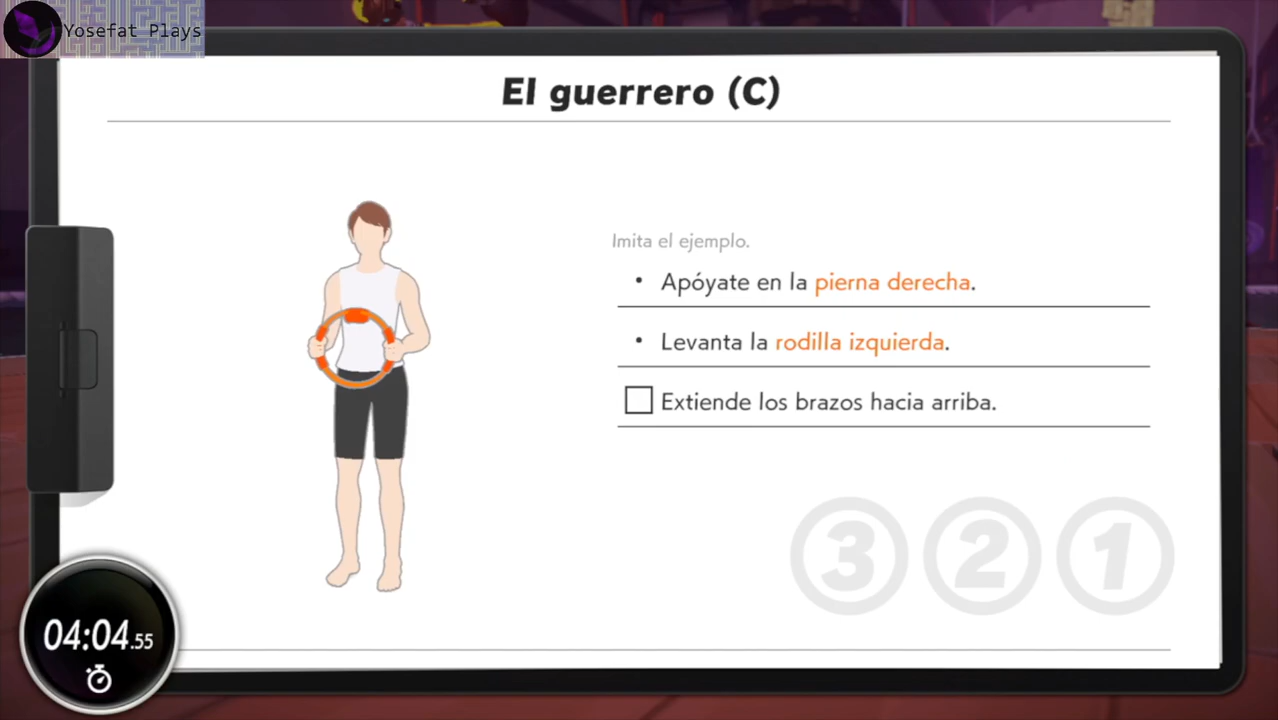 Yosefat Plays
El guerrero (C)
Imita el ejemplo.
• Apóyate en la pierna derecha.
• Levanta la rodilla izquierda.
Extiende los brazos hacia arriba.
3 2 1
04:04.55